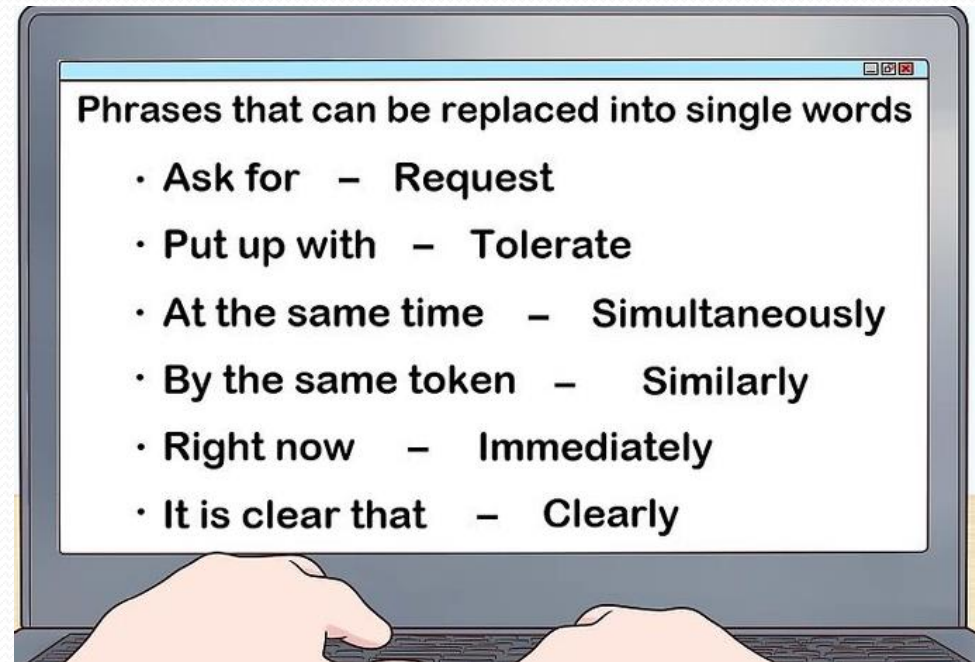 Phrases that can be replaced into single words
· Ask for – Request
· Put up with – Tolerate
· At the same time – Simultaneously
· By the same token – Similarly
· Right now – Immediately
· It is clear that – Clearly